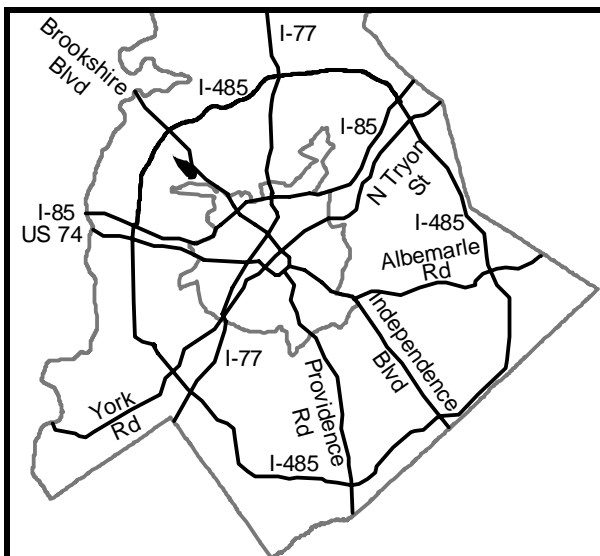 I-77
Brookshire
Blvd
I-485
I-85
N Tryon
St
I-85
US 74
I-485
Albemarle
Rd
Independence
Blvd
I-77
Providence
Rd
York
Rd
I-485